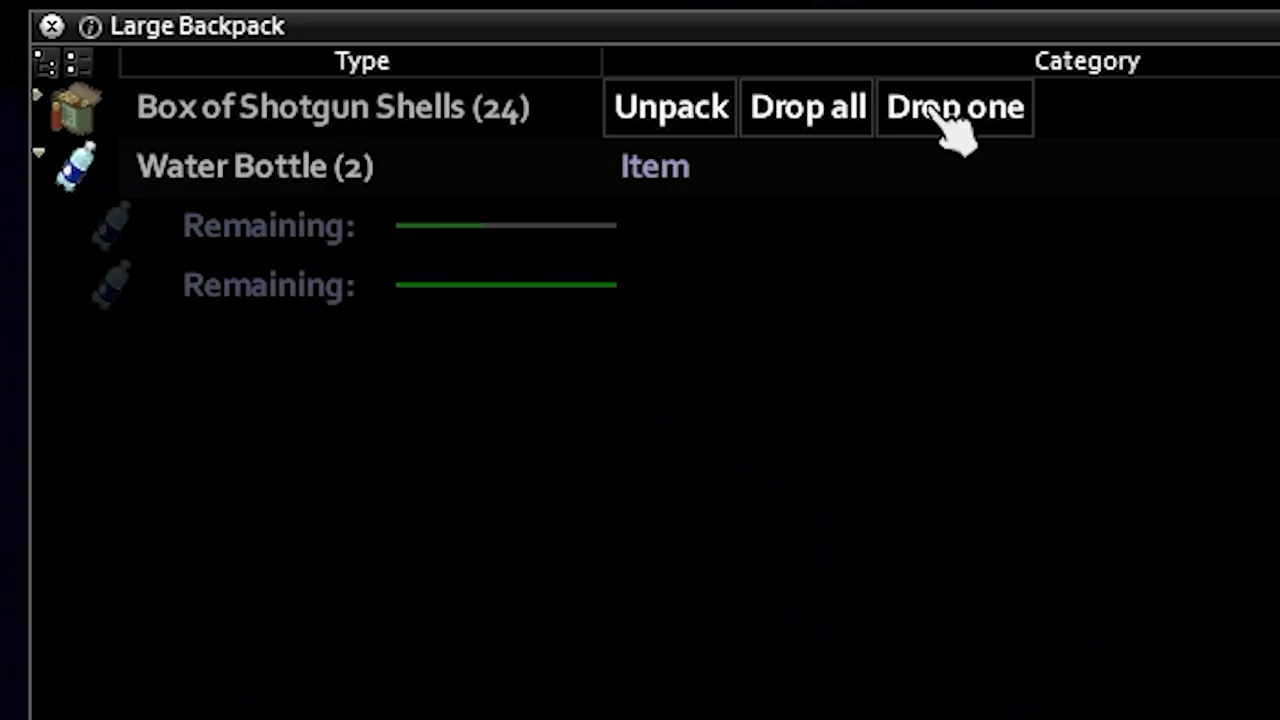 Large Backpack
Type Category
Box of Shotgun Shells (24) Unpack Drop all Drop one
Water Bottle (2) Item
Remaining:
Remaining: